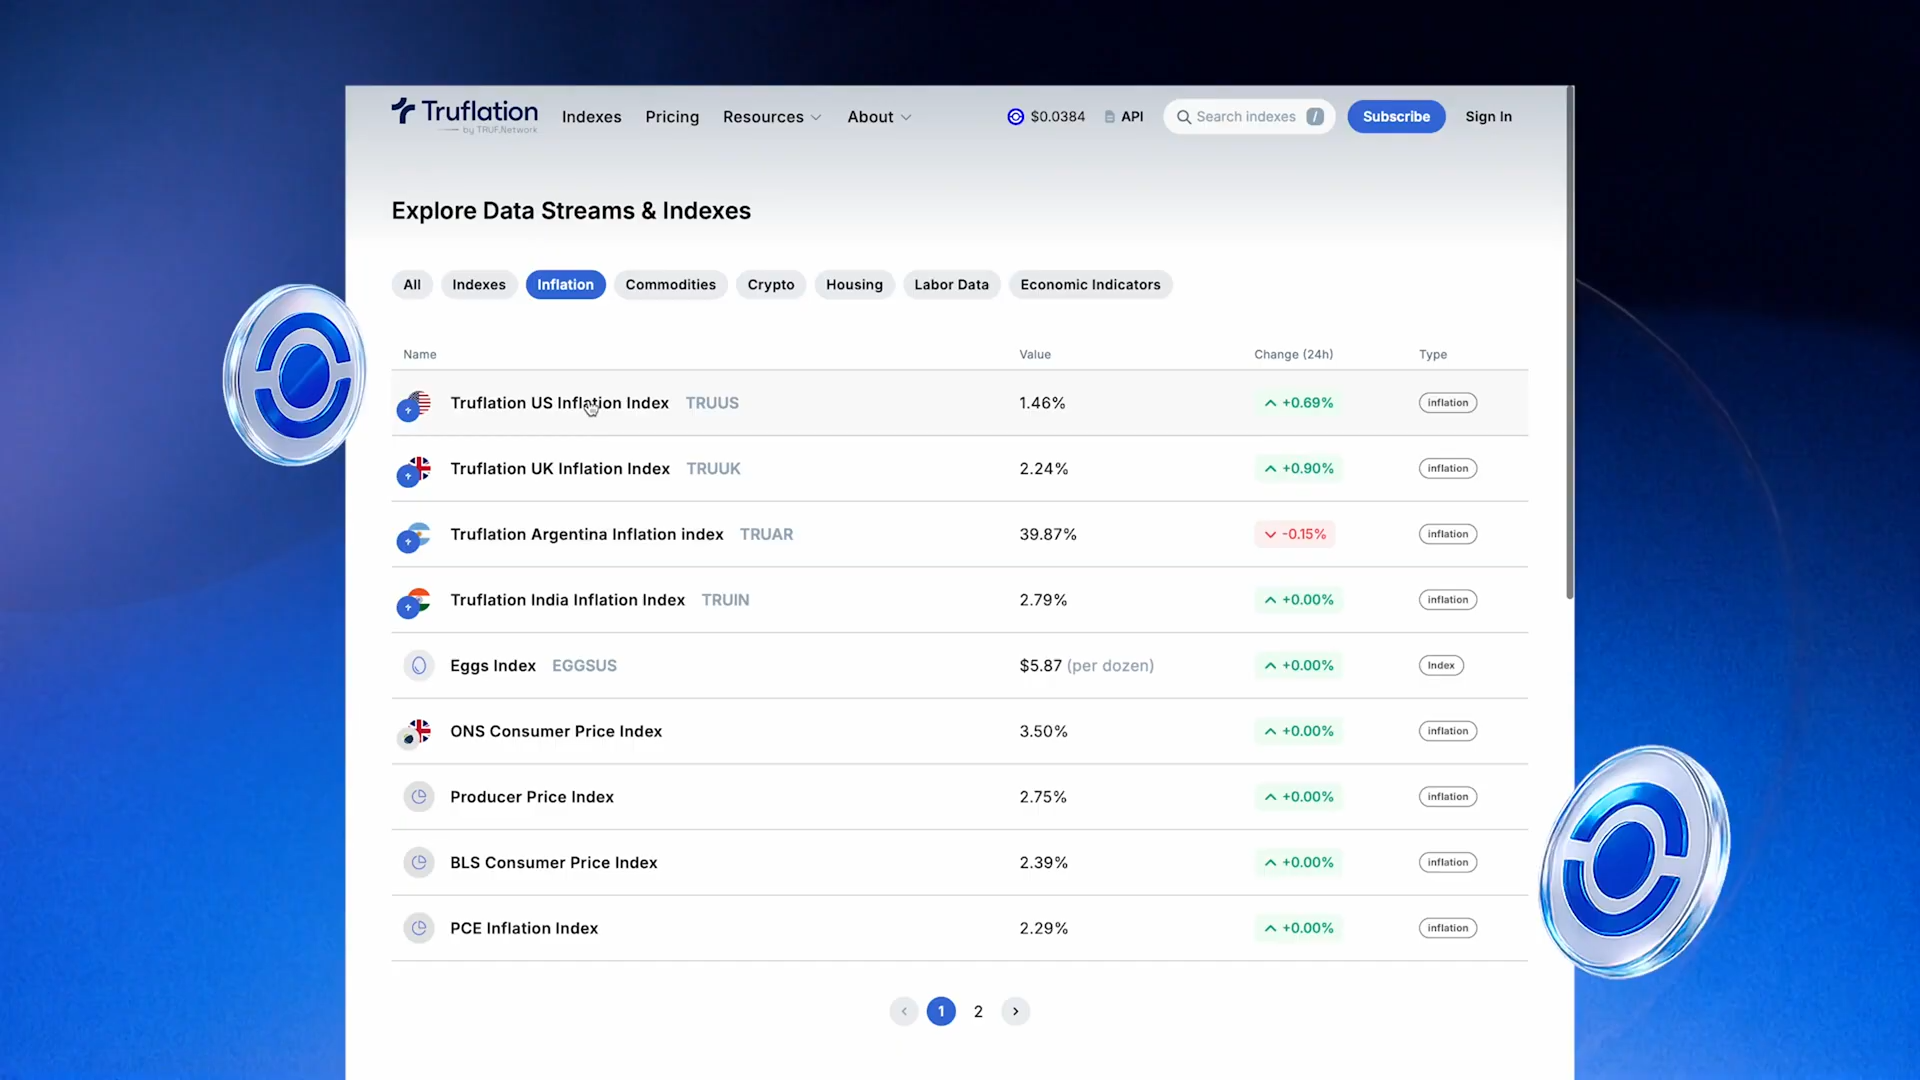 Truflation
by TRUF.Network
Indexes Pricing Resources About $0.0384 API Search indexes / Subscribe Sign In
Explore Data Streams & Indexes
All Indexes Inflation Commodities Crypto Housing Labor Data Economic Indicators
Name Value Change (24h) Type
Truflation US Inflation Index TRUUS 1.46% +0.69% inflation
Truflation UK Inflation Index TRUUK 2.24% +0.90% inflation
Truflation Argentina Inflation index TRUAR 39.87% -0.15% inflation
Truflation India Inflation Index TRUIN 2.79% +0.00% inflation
Eggs Index EGGSUS $5.87 (per dozen) +0.00% Index
ONS Consumer Price Index 3.50% +0.00% inflation
Producer Price Index 2.75% +0.00% inflation
BLS Consumer Price Index 2.39% +0.00% inflation
PCE Inflation Index 2.29% +0.00% inflation
‹ 1 2 ›